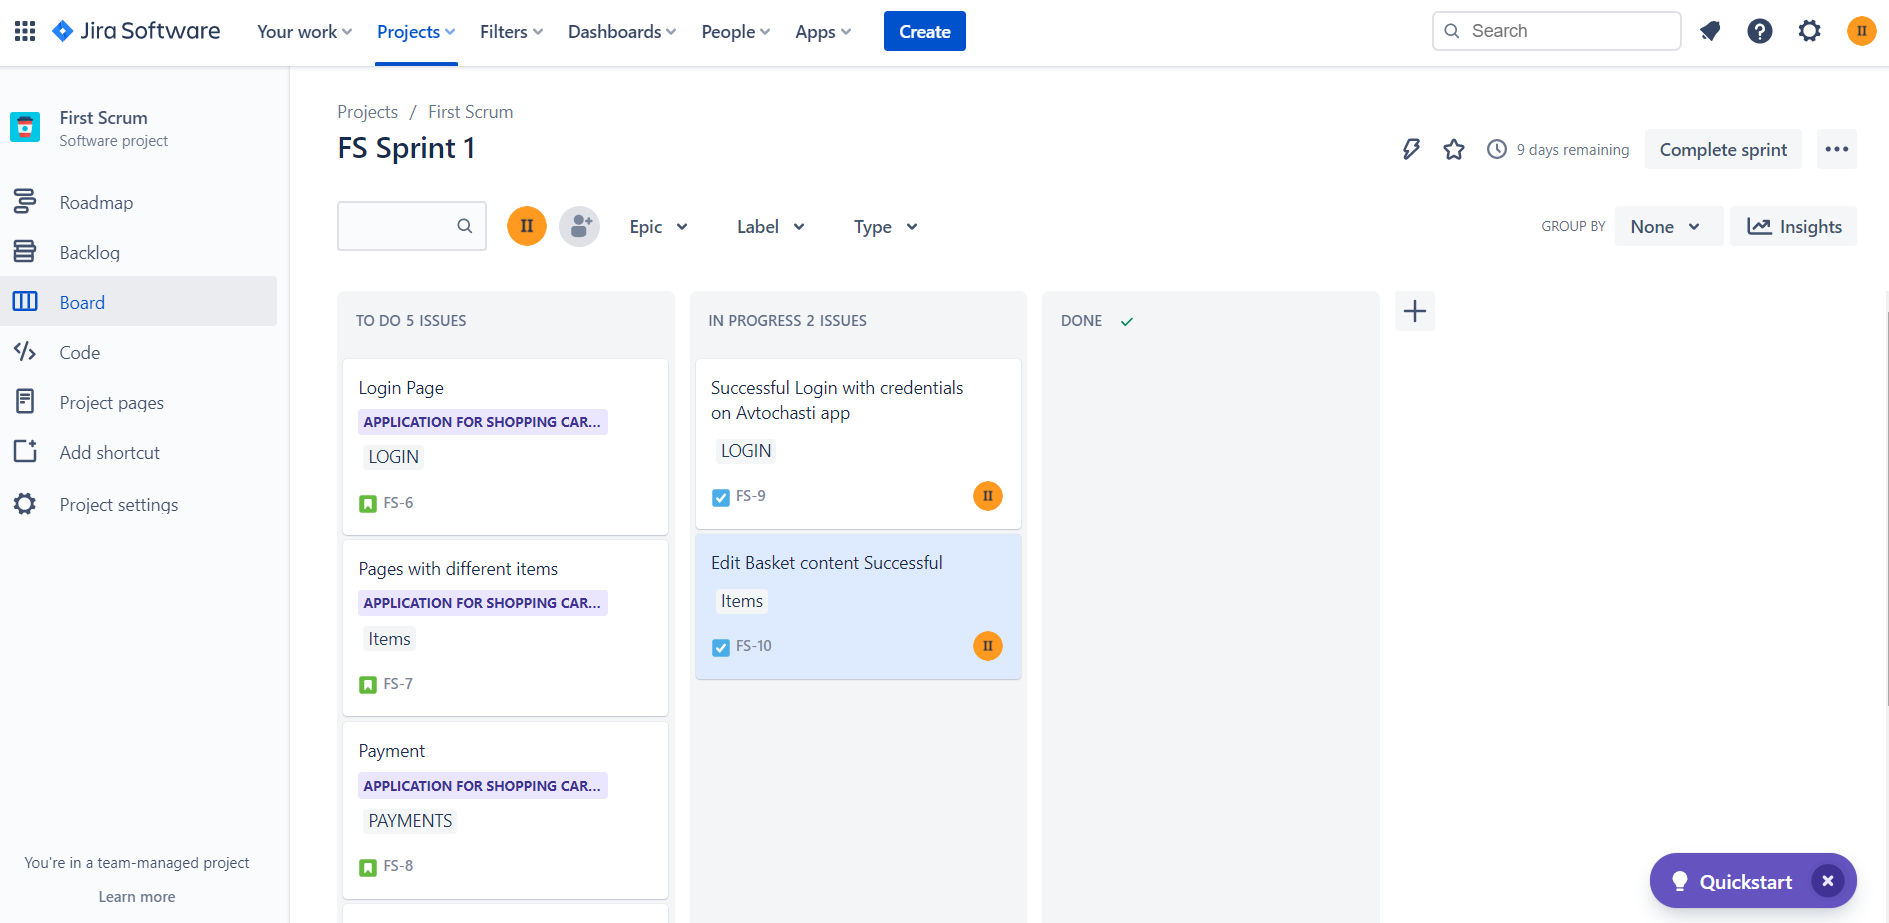 Jira Software
Your work
Projects
Filters
Dashboards
People
Apps
Create
Search
II
First Scrum
Software project
Roadmap
Backlog
Board
Code
Project pages
Add shortcut
Project settings
You're in a team-managed project
Learn more
Projects / First Scrum
FS Sprint 1
9 days remaining
Complete sprint
II
Epic
Label
Type
GROUP BY
None
Insights
TO DO 5 ISSUES
Login Page
APPLICATION FOR SHOPPING CAR...
LOGIN
FS-6
Pages with different items
APPLICATION FOR SHOPPING CAR...
Items
FS-7
Payment
APPLICATION FOR SHOPPING CAR...
PAYMENTS
FS-8
IN PROGRESS 2 ISSUES
Successful Login with credentials
on Avtochasti app
LOGIN
FS-9
II
Edit Basket content Successful
Items
FS-10
II
DONE
Quickstart